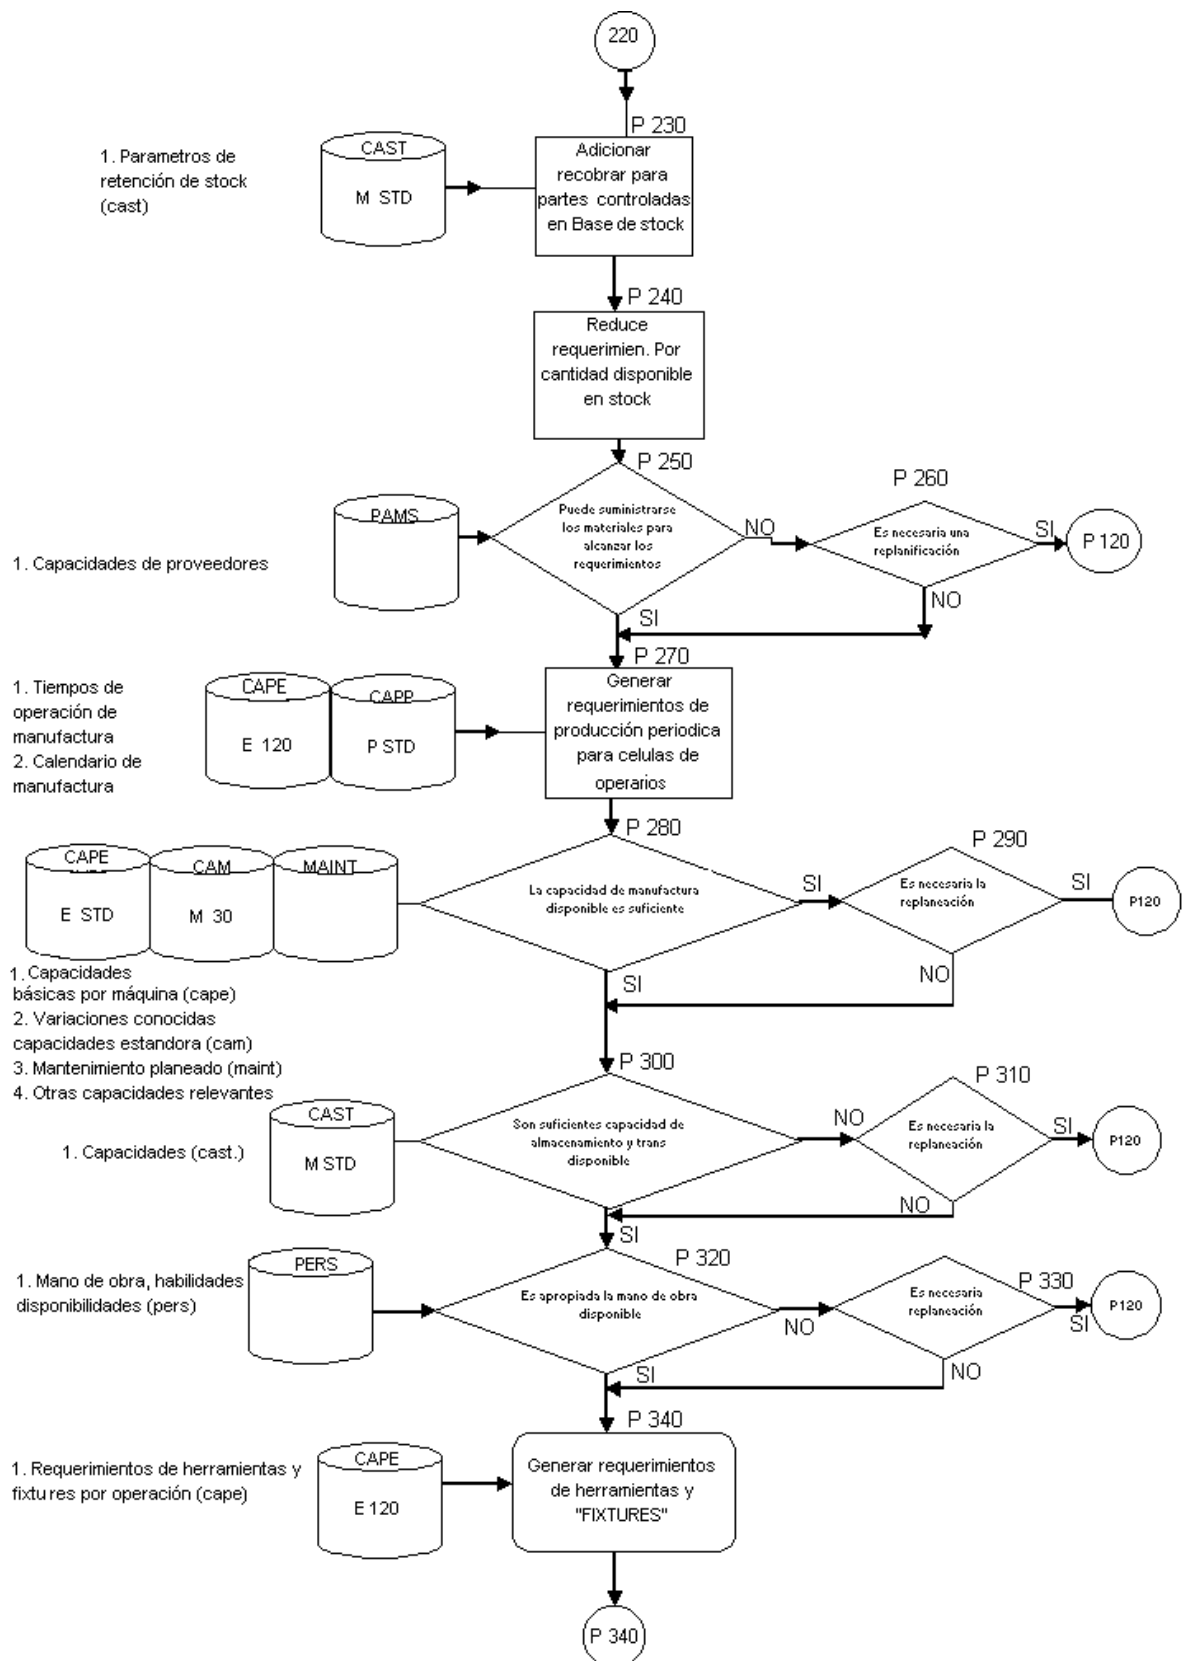 220
P 230
CAST
M STD
1. Parametros de
retención de stock
(cast)
Adicionar
recobrar para
partes controladas
en Base de stock
P 240
Reduce
requerimien. Por
cantidad disponible
en stock
P 250
P 260
PAMS
Puede suministrarse
los materiales para
alcanzar los
requerimientos
NO
Es necesaria una
replanificación
SI
P 120
1. Capacidades de proveedores
NO
SI
P 270
1. Tiempos de
operación de
manufactura
2. Calendario de
manufactura
CAPE
E 120
CAPP
P STD
Generar
requerimientos de
producción periodica
para celulas de
operarios
P 280
P 290
CAPE
E STD
CAM
M 30
MAINT
La capacidad de manufactura
disponible es suficiente
SI
Es necesaria la
replaneación
SI
P120
NO
SI
1. Capacidades
básicas por máquina (cape)
2. Variaciones conocidas
capacidades estandora (cam)
3. Mantenimiento planeado (maint)
4. Otras capacidades relevantes
P 300
P 310
CAST
M STD
1. Capacidades (cast.)
Son suficientes capacidad de
almacenamiento y trans
disponible
NO
Es necesaria la
replaneación
SI
P120
NO
SI
P 320
P 330
PERS
1. Mano de obra, habilidades
disponibilidades (pers)
Es apropiada la mano de obra
disponible
NO
Es necesaria
replaneación
SI
P120
SI
NO
P 340
1. Requerimientos de herramientas y
fixtures por operación (cape)
CAPE
E 120
Generar requerimientos
de herramientas y
"FIXTURES"
P 340